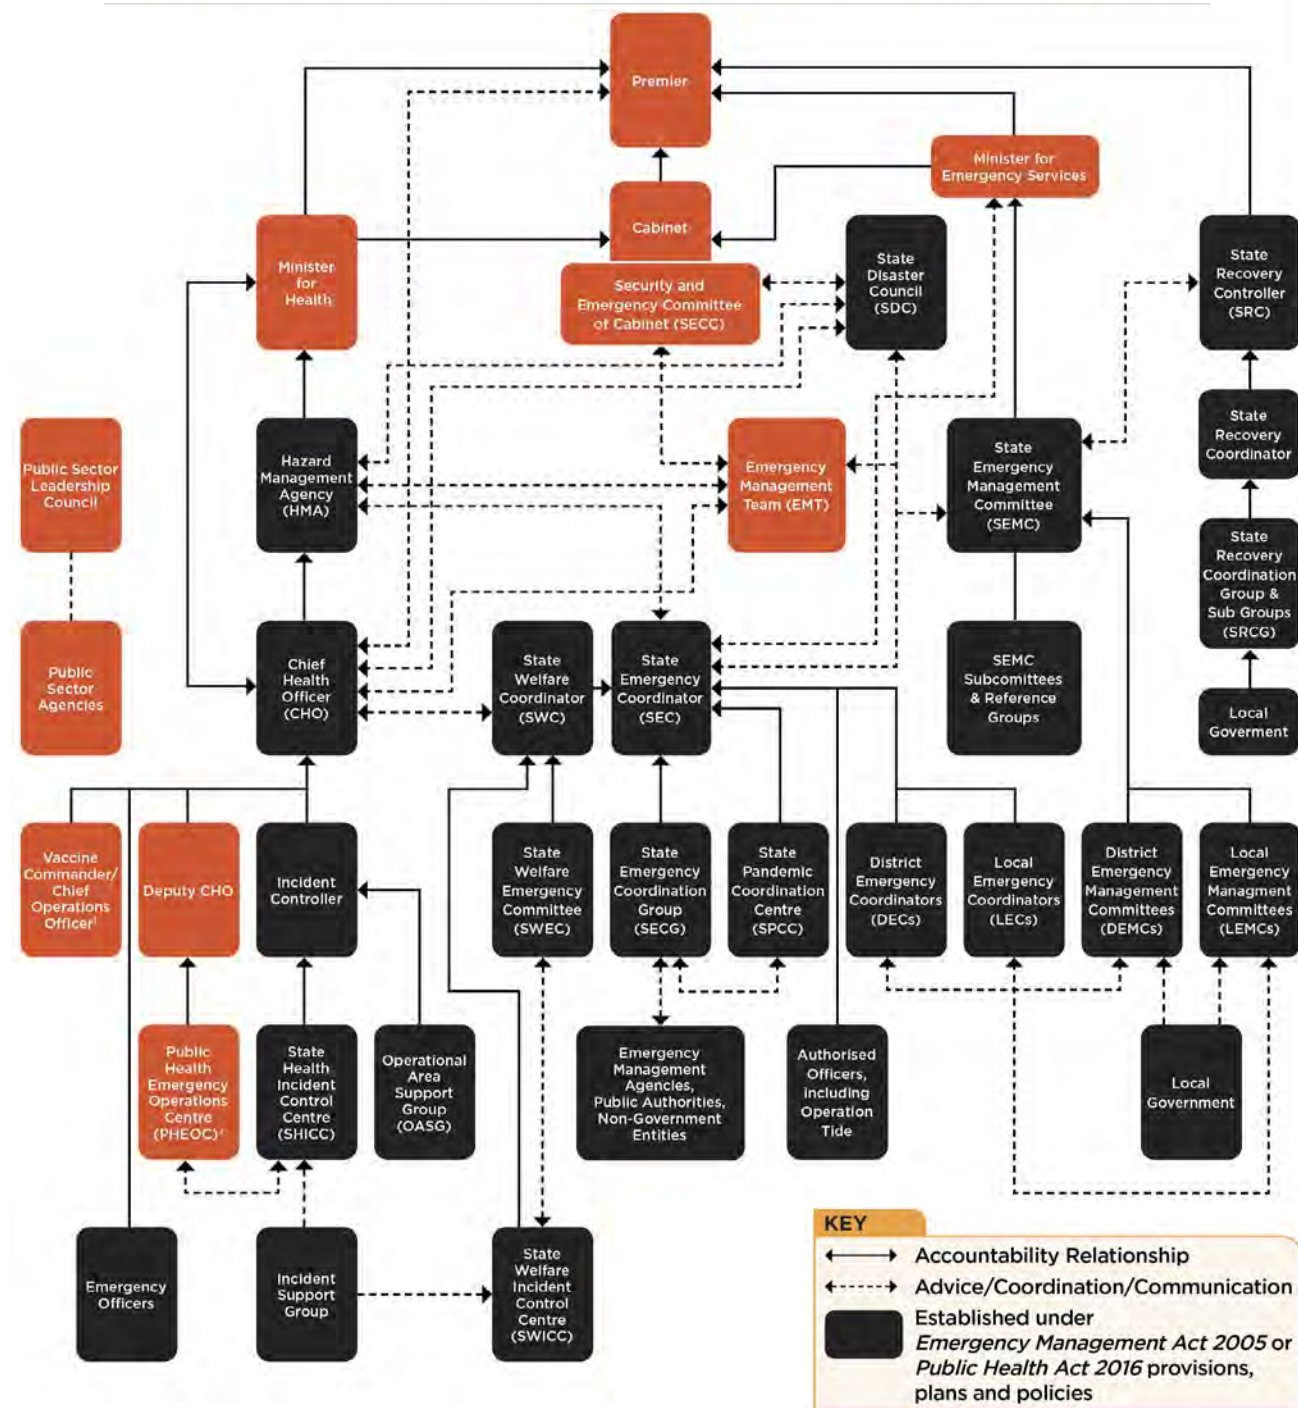 Premier
Minister for
Emergency Services
Cabinet
Minister
for
Health
Security and
Emergency Committee
of Cabinet (SECC)
State
Disaster
Council
(SDC)
State
Recovery
Controller
(SRC)
Public Sector
Leadership
Council
Hazard
Management
Agency
(HMA)
Emergency
Management
Team (EMT)
State
Emergency
Management
Committee
(SEMC)
State
Recovery
Coordinator
State
Recovery
Coordination
Group &
Sub Groups
(SRCG)
Public
Sector
Agencies
Chief
Health
Officer
(CHO)
State
Welfare
Coordinator
(SWC)
State
Emergency
Coordinator
(SEC)
SEMC
Subcomittees
& Reference
Groups
Local
Goverment
Vaccine
Commander/
Chief
Operations
Officer¹
Deputy CHO
Incident
Controller
State
Welfare
Emergency
Committee
(SWEC)
State
Emergency
Coordination
Group
(SECG)
State
Pandemic
Coordination
Centre
(SPCC)
District
Emergency
Coordinators
(DECs)
Local
Emergency
Coordinators
(LECs)
District
Emergency
Management
Committees
(DEMCs)
Local
Emergency
Managment
Committees
(LEMCs)
Public
Health
Emergency
Operations
Centre
(PHEOC)²
State
Health
Incident
Control
Centre
(SHICC)
Operational
Area
Support
Group
(OASG)
Emergency
Management
Agencies,
Public Authorities,
Non-Government
Entities
Authorised
Officers,
including
Operation
Tide
Local
Government
Emergency
Officers
Incident
Support
Group
State
Welfare
Incident
Control
Centre
(SWICC)
KEY
Accountability Relationship
Advice/Coordination/Communication
Established under
Emergency Management Act 2005 or
Public Health Act 2016 provisions,
plans and policies